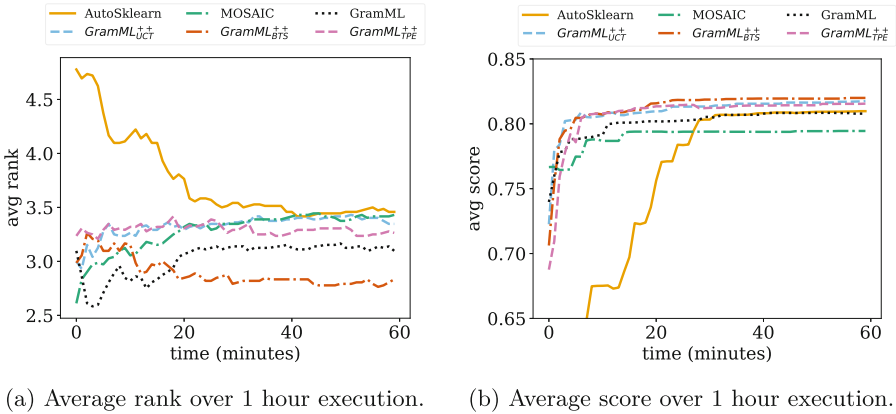 AutoSklearn MOSAIC GramML
GramML++UCT GramML++BTS GramML++TPE
avg rank
4.5
4.0
3.5
3.0
2.5
0 20 40 60
time (minutes)
(a) Average rank over 1 hour execution.
AutoSklearn MOSAIC GramML
GramML++UCT GramML++BTS GramML++TPE
avg score
0.85
0.80
0.75
0.70
0.65
0 20 40 60
time (minutes)
(b) Average score over 1 hour execution.